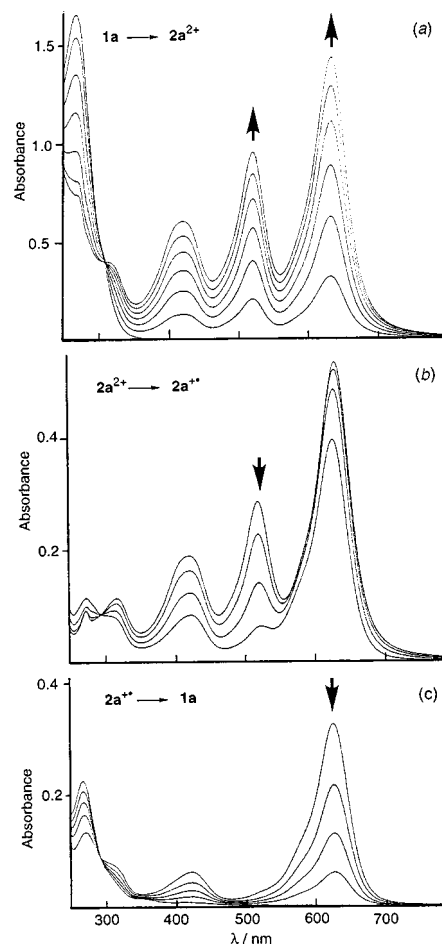 (a)
1a → 2a²⁺
1.5
1.0
0.5
Absorbance
(b)
2a²⁺ → 2a⁺•
0.4
0.2
Absorbance
(c)
2a⁺• → 1a
0.4
0.2
Absorbance
300 400 500 600 700
λ / nm